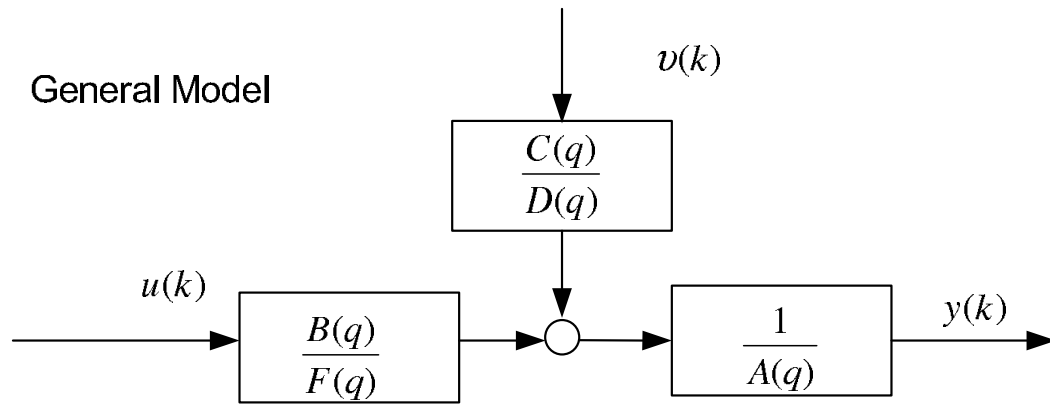 General Model
υ(k)
C(q)
D(q)
u(k)
B(q)
F(q)
1
A(q)
y(k)